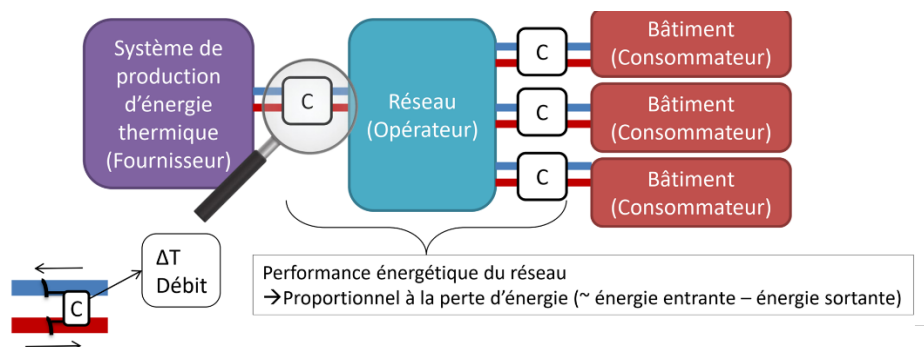 Système de
production
d'énergie
thermique
(Fournisseur)
C
Réseau
(Opérateur)
C
Bâtiment
(Consommateur)
C
Bâtiment
(Consommateur)
C
Bâtiment
(Consommateur)
ΔT
Débit
C
Performance énergétique du réseau
→Proportionnel à la perte d'énergie (~ énergie entrante – énergie sortante)